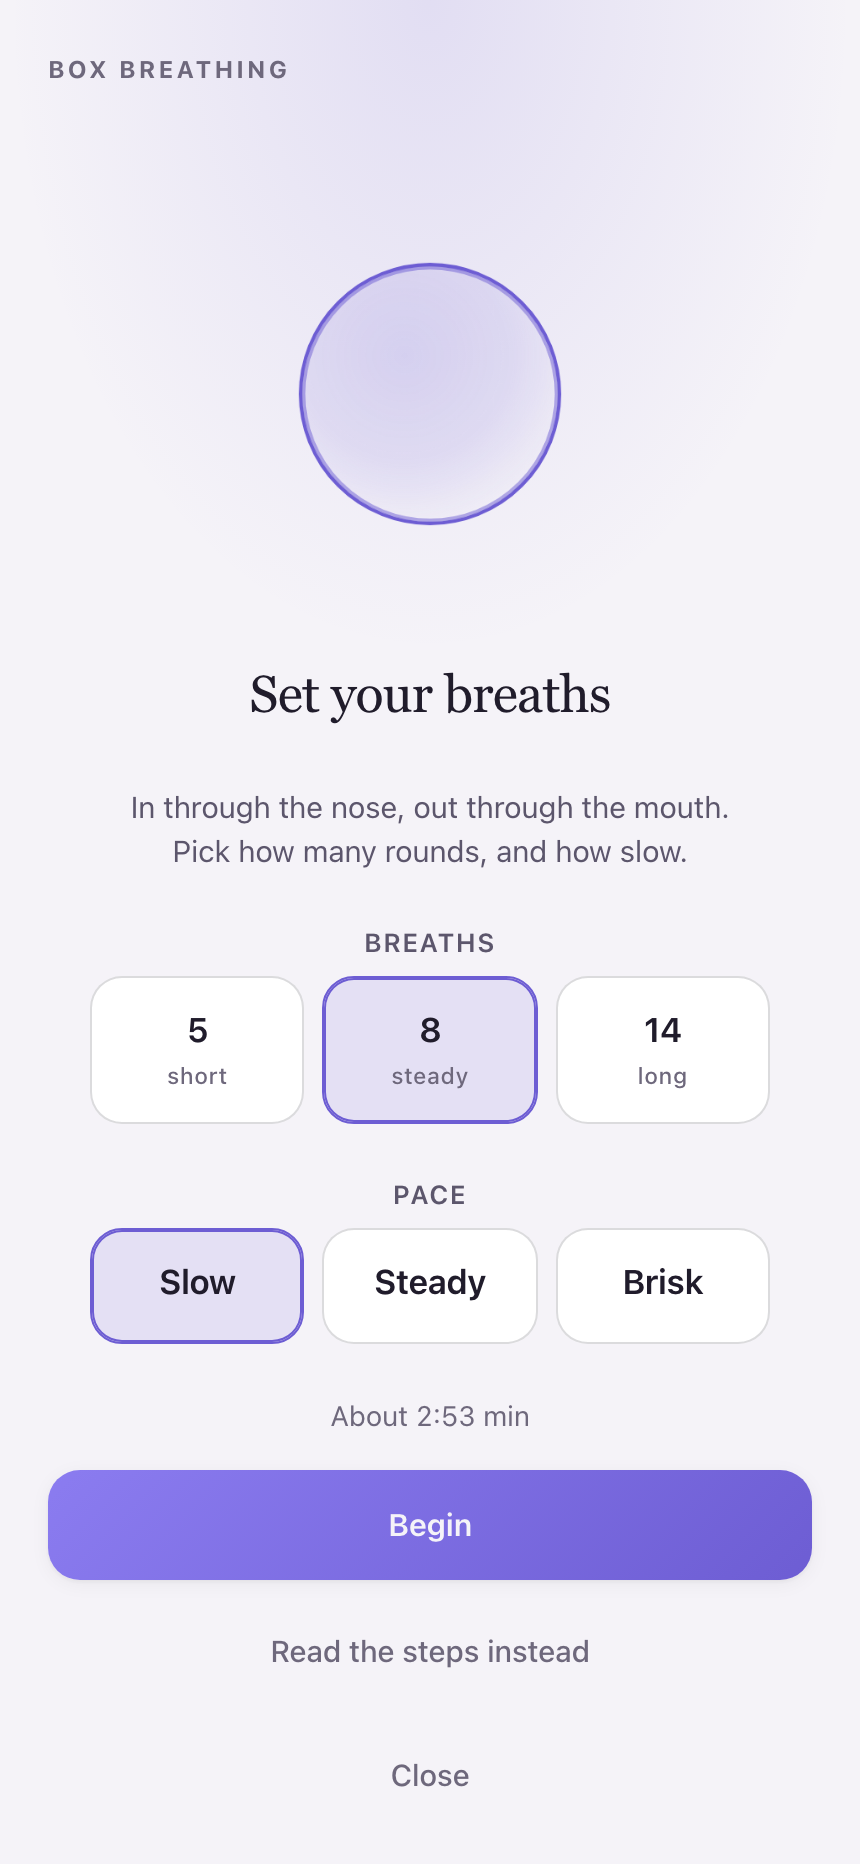 BOX BREATHING
Set your breaths
In through the nose, out through the mouth.
Pick how many rounds, and how slow.
BREATHS
5
short
8
steady
14
long
PACE
Slow
Steady
Brisk
About 2:53 min
Begin
Read the steps instead
Close